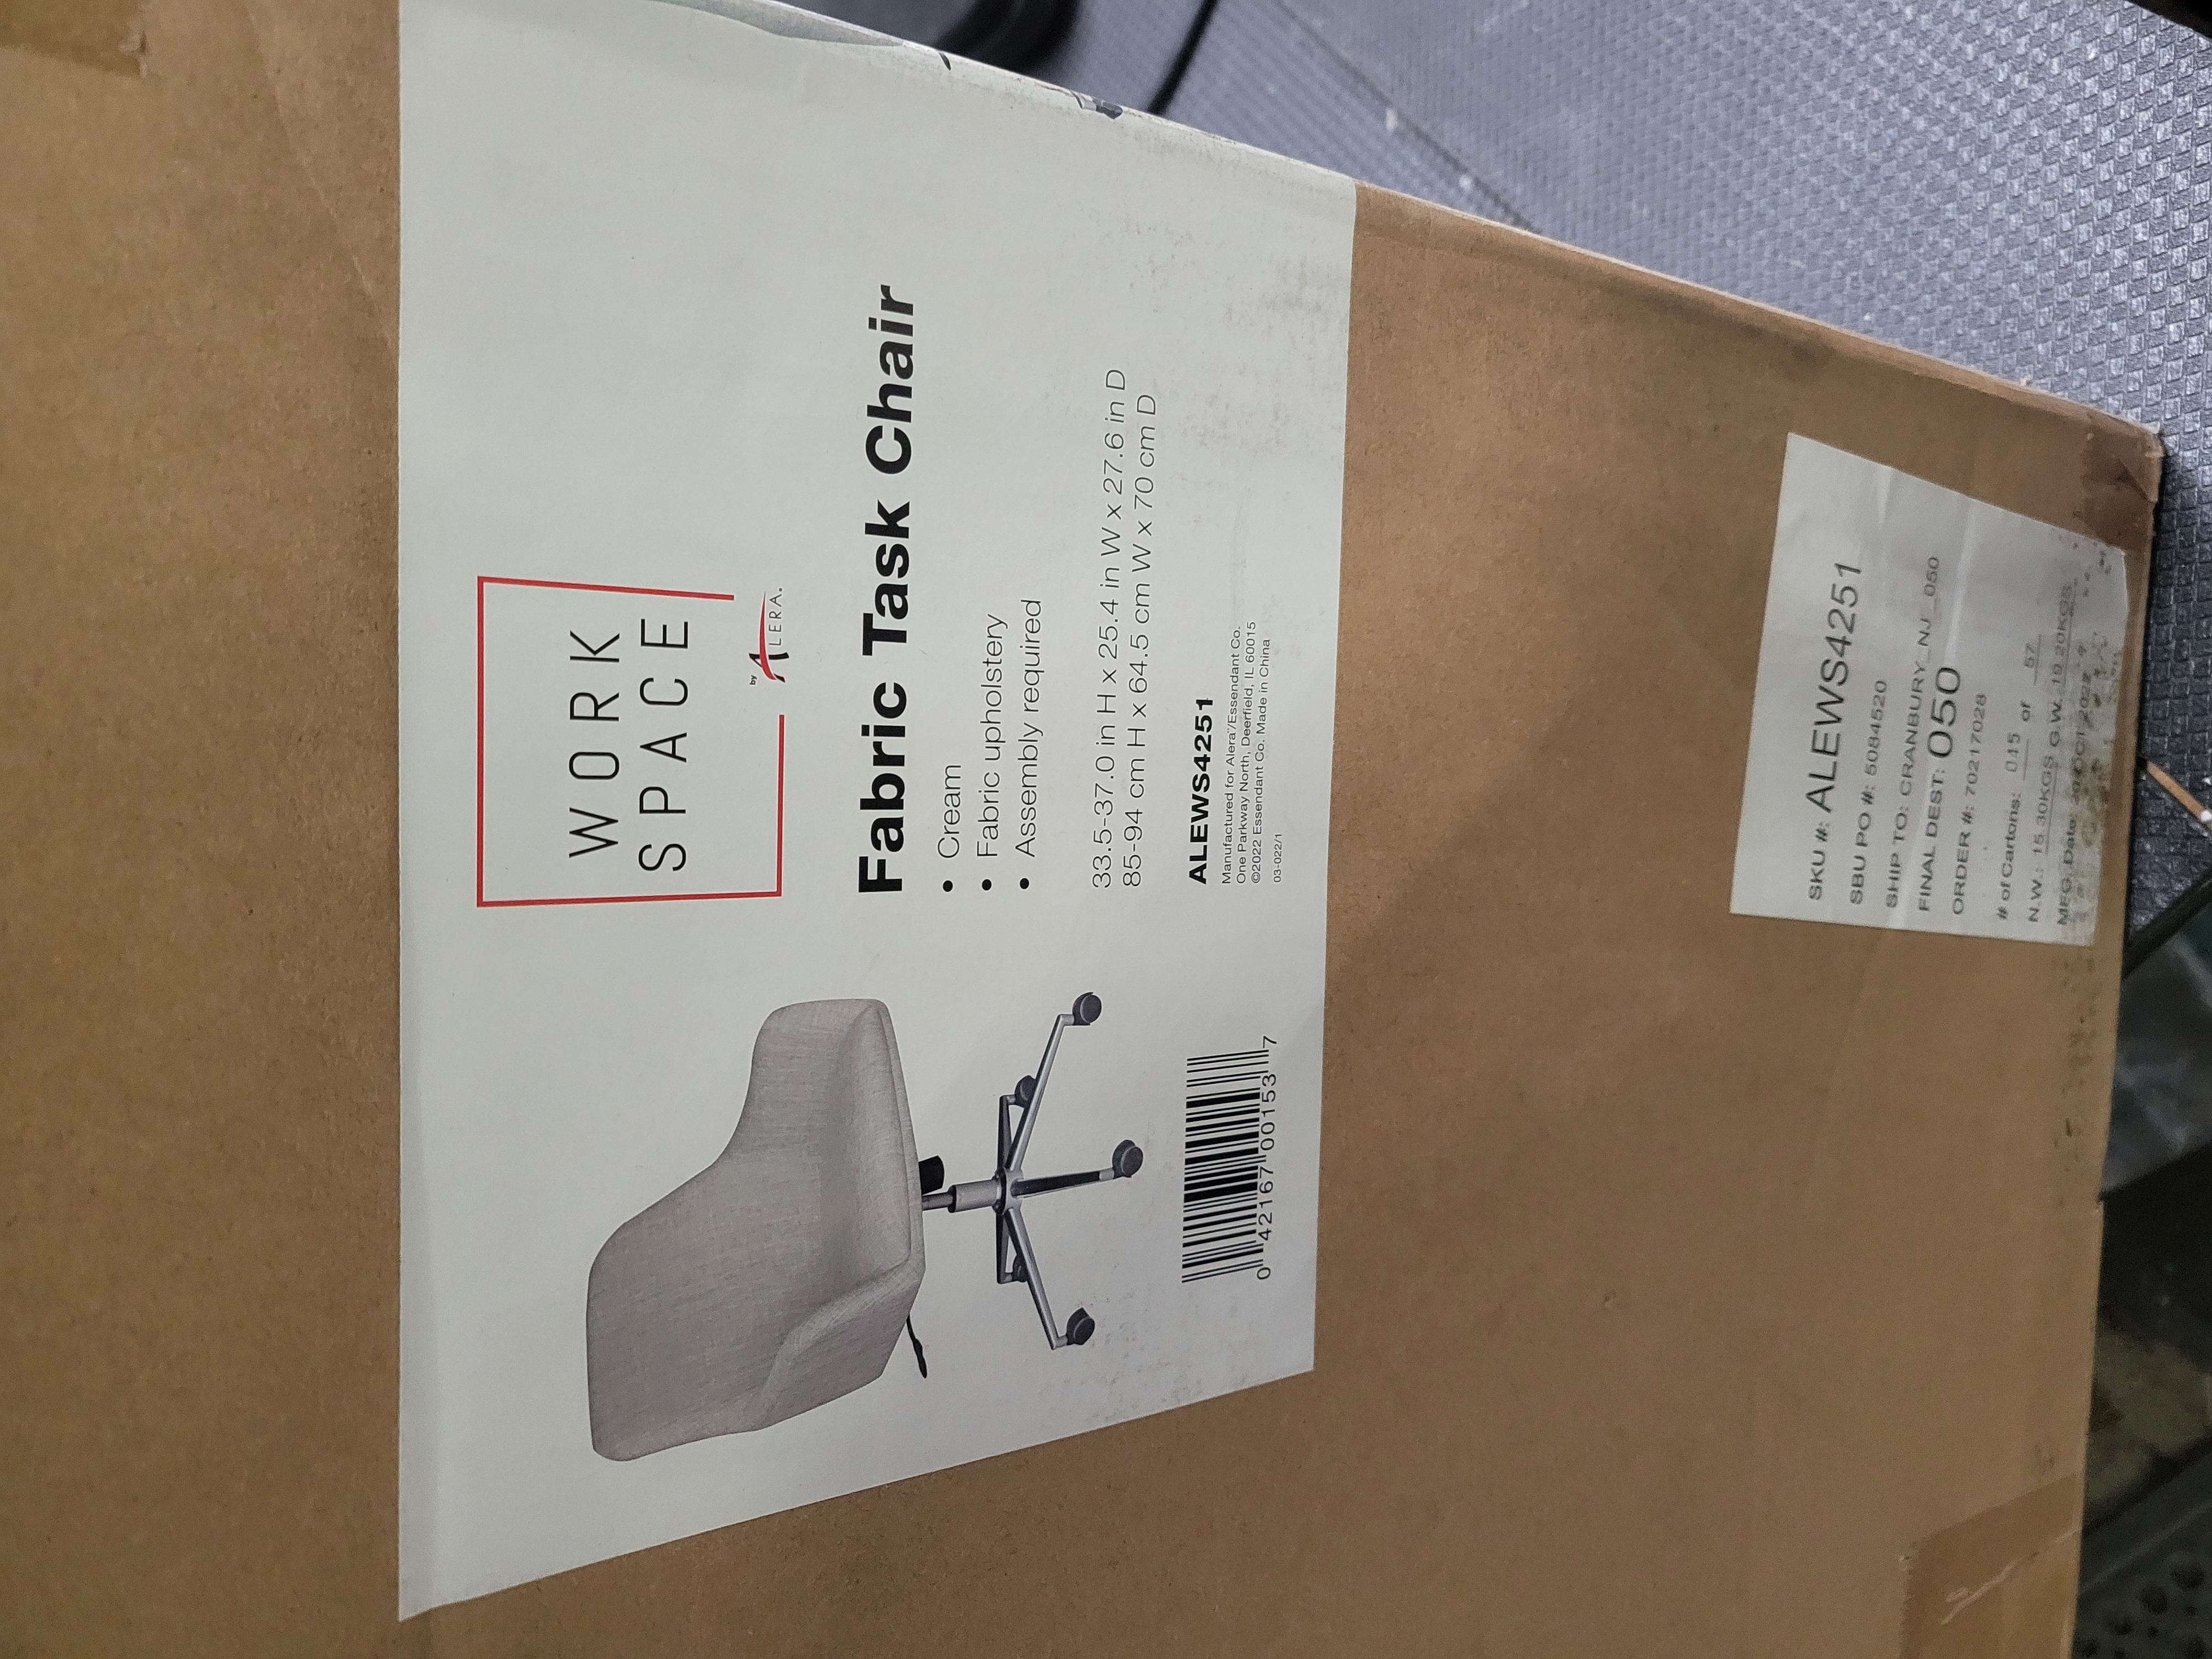 WORK
SPACE
by ALERA.
Fabric Task Chair
• Cream
• Fabric upholstery
• Assembly required
33.5-37.0 in H x 25.4 in W x 27.6 in D
85-94 cm H x 64.5 cm W x 70 cm D
ALEWS4251
Manufactured for Alera/Essendant Co.
One Parkway North, Deerfield, IL 60015
©2022 Essendant Co. Made in China
03-022/1
0 42167 00153 7
SKU #: ALEWS4251
SBU PO #: 5084520
SHIP TO: CRANBURY_NJ_050
FINAL DEST: 050
ORDER #: 70217028
# of Cartons: 015 of 57
N.W.: 15.30KGS G.W. 19.20KGS
MFG. Date: 2022